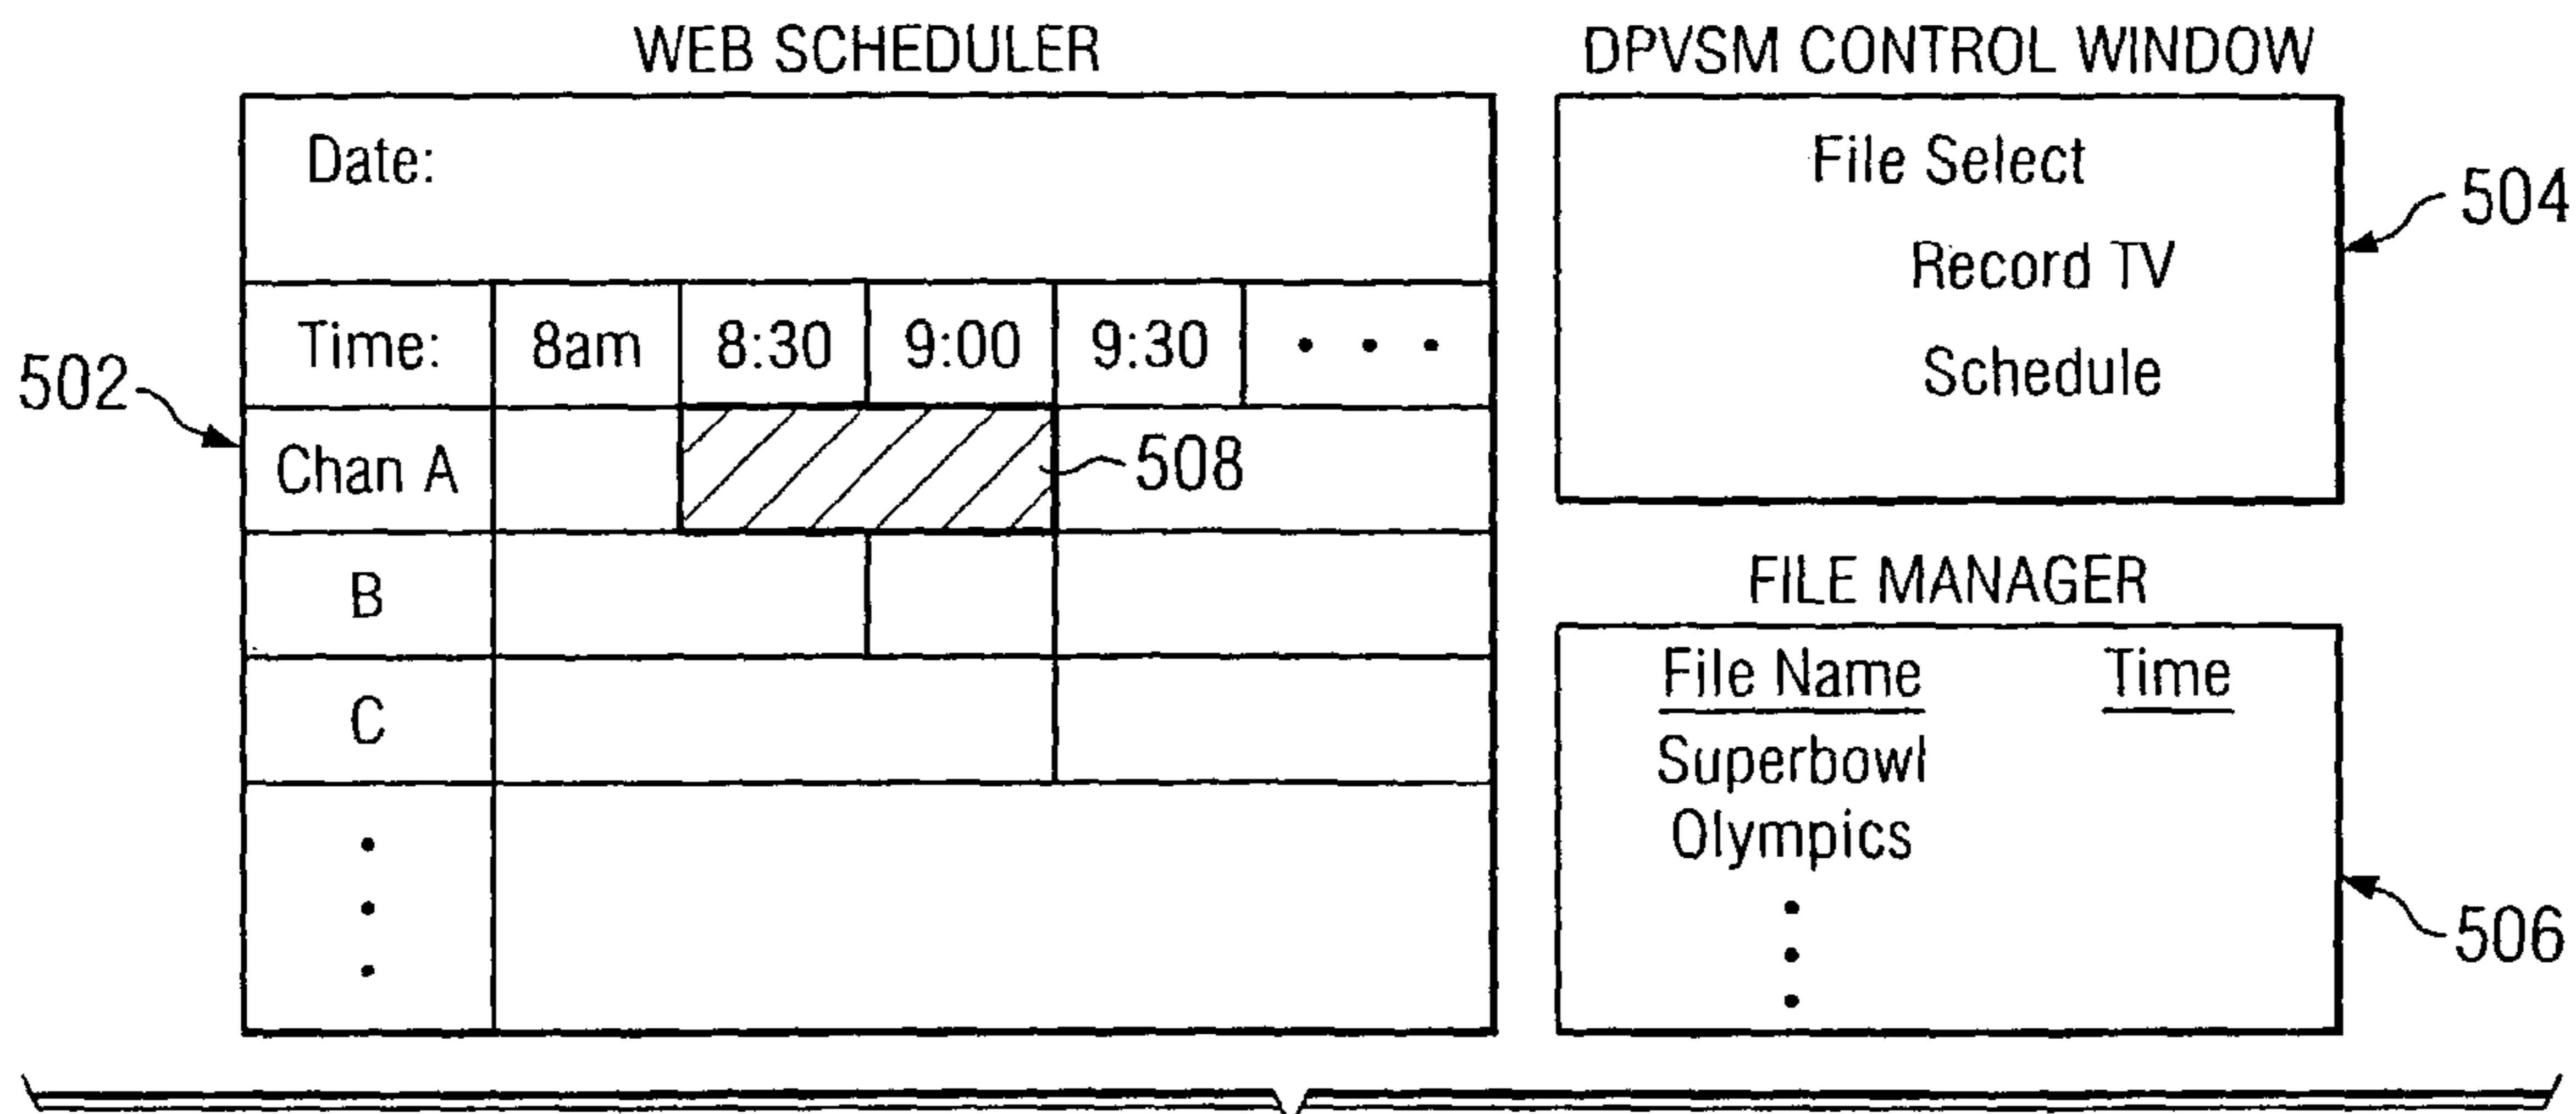 WEB SCHEDULER
Date:
Time: 8am 8:30 9:00 9:30 • • •
502
Chan A 508
B
C
DPVSM CONTROL WINDOW
File Select
Record TV
Schedule
504
FILE MANAGER
File Name Time
Superbowl
Olympics
506